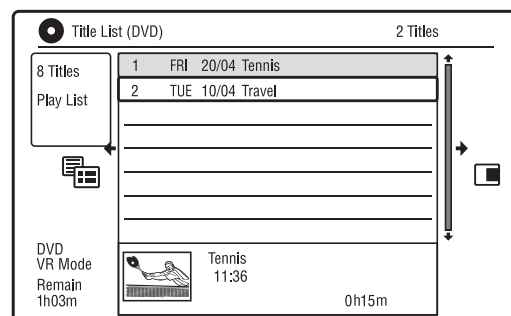 Title List (DVD) 2 Titles
8 Titles
Play List
1 FRI 20/04 Tennis
2 TUE 10/04 Travel
DVD
VR Mode
Remain
1h03m
Tennis
11:36
0h15m